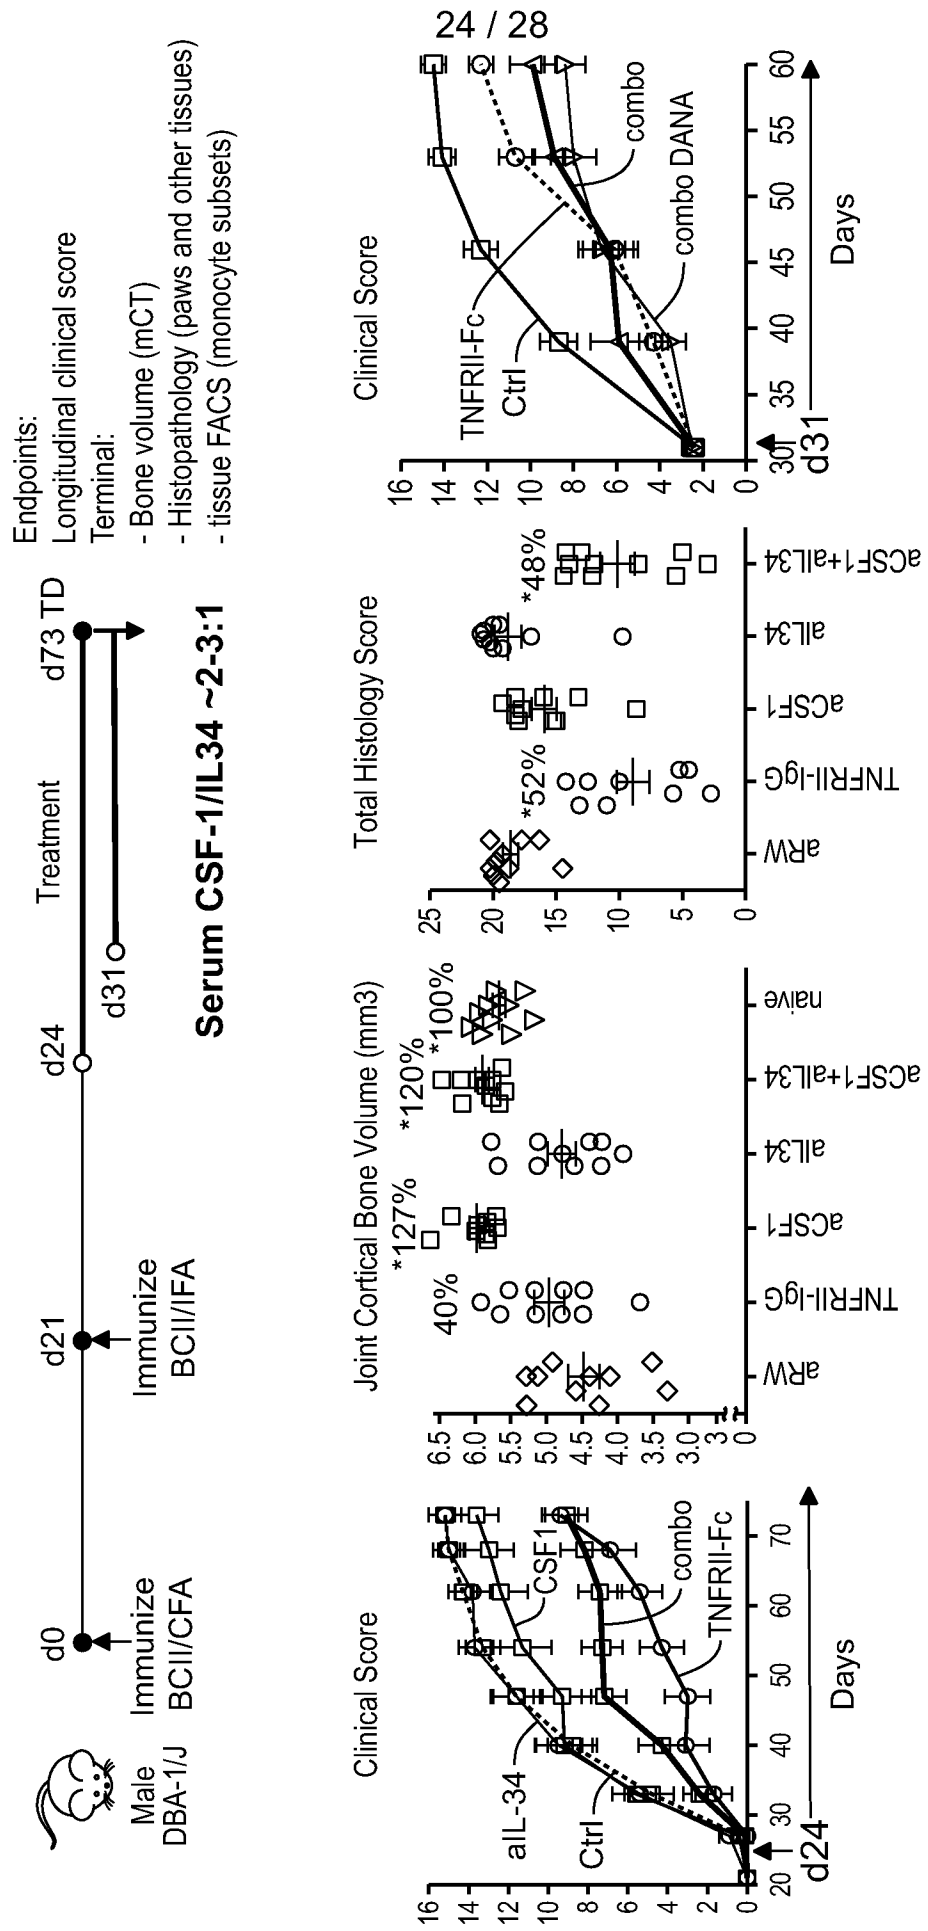 24 / 28
d0
d21
d24
Treatment
d73 TD
d31
Male
DBA-1/J
Immunize
BCII/CFA
Immunize
BCII/IFA
Endpoints:
Longitudinal clinical score
Terminal:
- Bone volume (mCT)
- Histopathology (paws and other tissues)
- tissue FACS (monocyte subsets)
Serum CSF-1/IL34 ~2-3:1
Clinical Score
16
14
12
10
8
6
4
2
0
aIL-34
Ctrl
CSF1
combo
TNFRII-Fc
20 30 40 50 60 70
d24
Days
Joint Cortical Bone Volume (mm3)
6.5
6.0
5.5
5.0
4.5
4.0
3.5
3.0
3
0
40%
*127%
*120%
*100%
aRW
TNFRII-IgG
aCSF1
aIL34
aCSF1+aIL34
naive
Total Histology Score
25
20
15
10
5
0
*52%
*48%
aRW
TNFRII-IgG
aCSF1
aIL34
aCSF1+aIL34
Clinical Score
16
14
12
10
8
6
4
2
0
TNFRII-Fc
Ctrl
combo
combo DANA
30 35 40 45 50 55 60
d31
Days